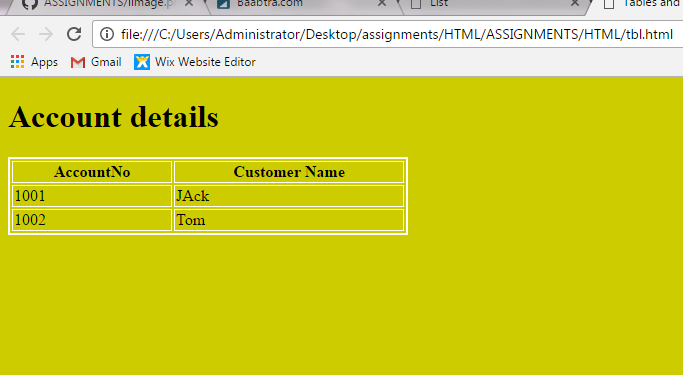 ASSIGNMENTS/iimage.p
Baabtra.com
List
Tables and
file:///C:/Users/Administrator/Desktop/assignments/HTML/ASSIGNMENTS/HTML/tbl.html
Apps Gmail Wix Website Editor
Account details
AccountNo Customer Name
1001 JAck
1002 Tom